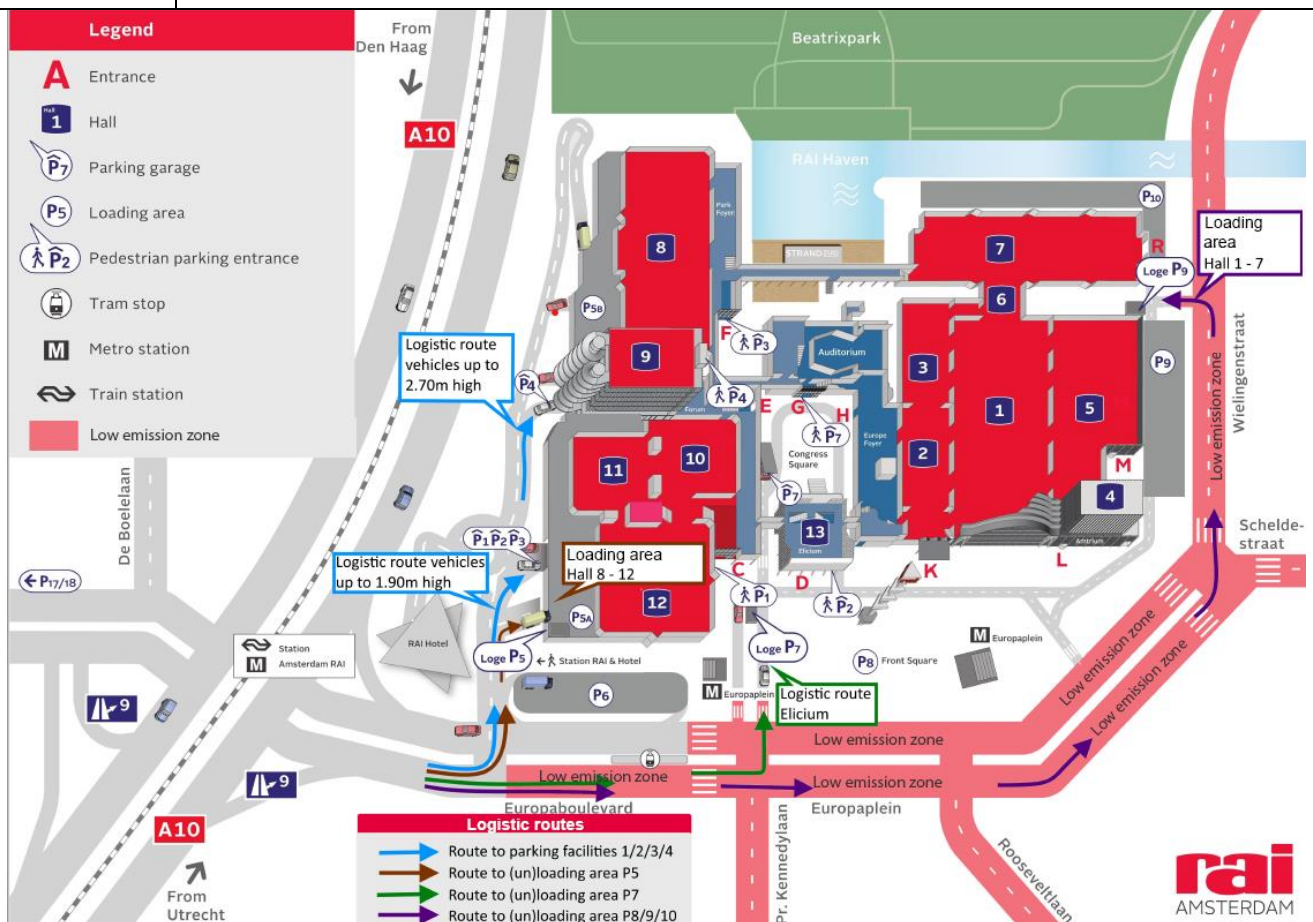 Legend
A Entrance
Hall
1 Hall
P7 Parking garage
P5 Loading area
P2 Pedestrian parking entrance
Tram stop
M Metro station
Train station
Low emission zone
From
Den Haag
A10
Beatrixpark
RAI Haven
STRAND
Park
Foyer
P10
Loading
area
Hall 1 - 7
R
Loge P9
7
8
6
P5B
F
P3
Logistic route
vehicles up to
2.70m high
9
P4
P4
Forum
Auditorium
E
G
H
P7
3
1
5
P9
Europe
Foyer
Congress
Square
P7
2
M
4
Atrium
L
K
13
Elicium
D
P2
11
10
P1 P2 P3
Logistic route vehicles
up to 1.90m high
Loading area
Hall 8 - 12
C
P1
12
P5A
Loge P5
Loge P7
RAI Hotel
Station
M Amsterdam RAI
← P17/18
De Boelelaan
← Station RAI & Hotel
P6
M Europaplein
Logistic route
Elicium
P8 Front Square
M Europaplein
Low emission zone
Wielingenstraat
Schelde-
straat
Low emission zone
Low emission zone
Low emission zone
Low emission zone
Low emission zone
Europaboulevard
Europaplein
Pr. Kennedylaan
Rooseveltlaan
9
9
A10
From
Utrecht
Logistic routes
Route to parking facilities 1/2/3/4
Route to (un)loading area P5
Route to (un)loading area P7
Route to (un)loading area P8/9/10
rai
AMSTERDAM